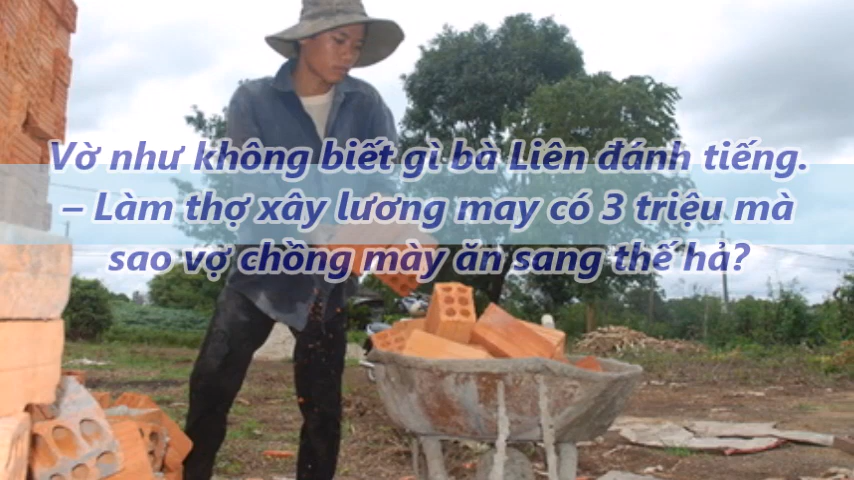 Vờ như không biết gì bà Liên đánh tiếng.
– Làm thợ xây lương may có 3 triệu mà
sao vợ chồng mày ăn sang thế hả?